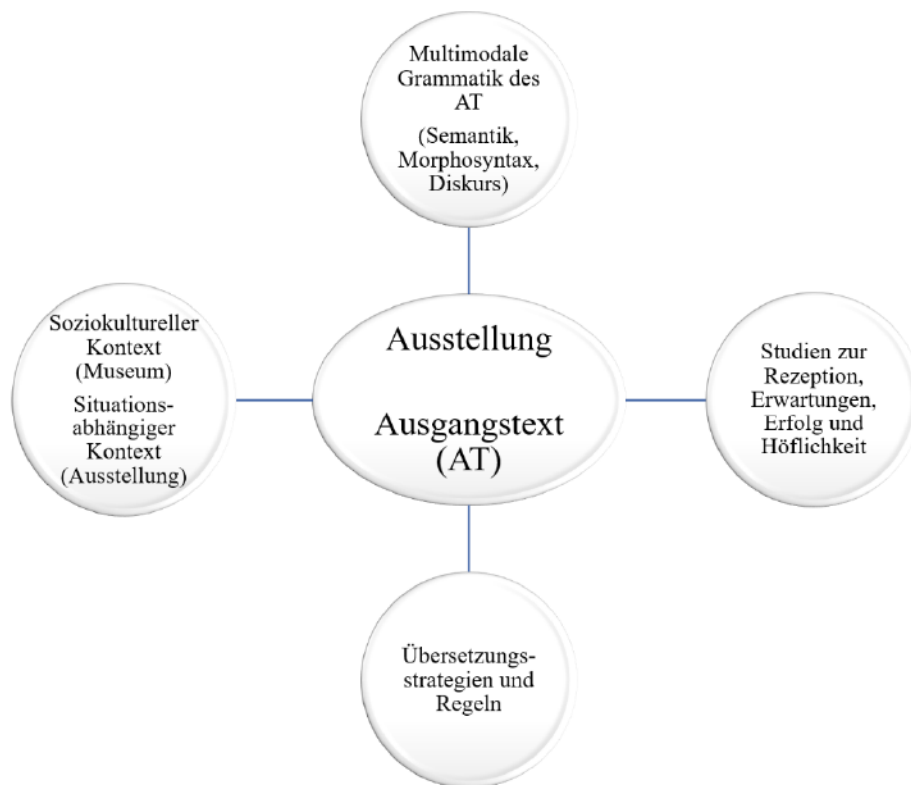 Multimodale
Grammatik des
AT
(Semantik,
Morphosyntax,
Diskurs)
Soziokultureller
Kontext
(Museum)
Situations-
abhängiger
Kontext
(Ausstellung)
Ausstellung
Ausgangstext
(AT)
Studien zur
Rezeption,
Erwartungen,
Erfolg und
Höflichkeit
Übersetzungs-
strategien und
Regeln